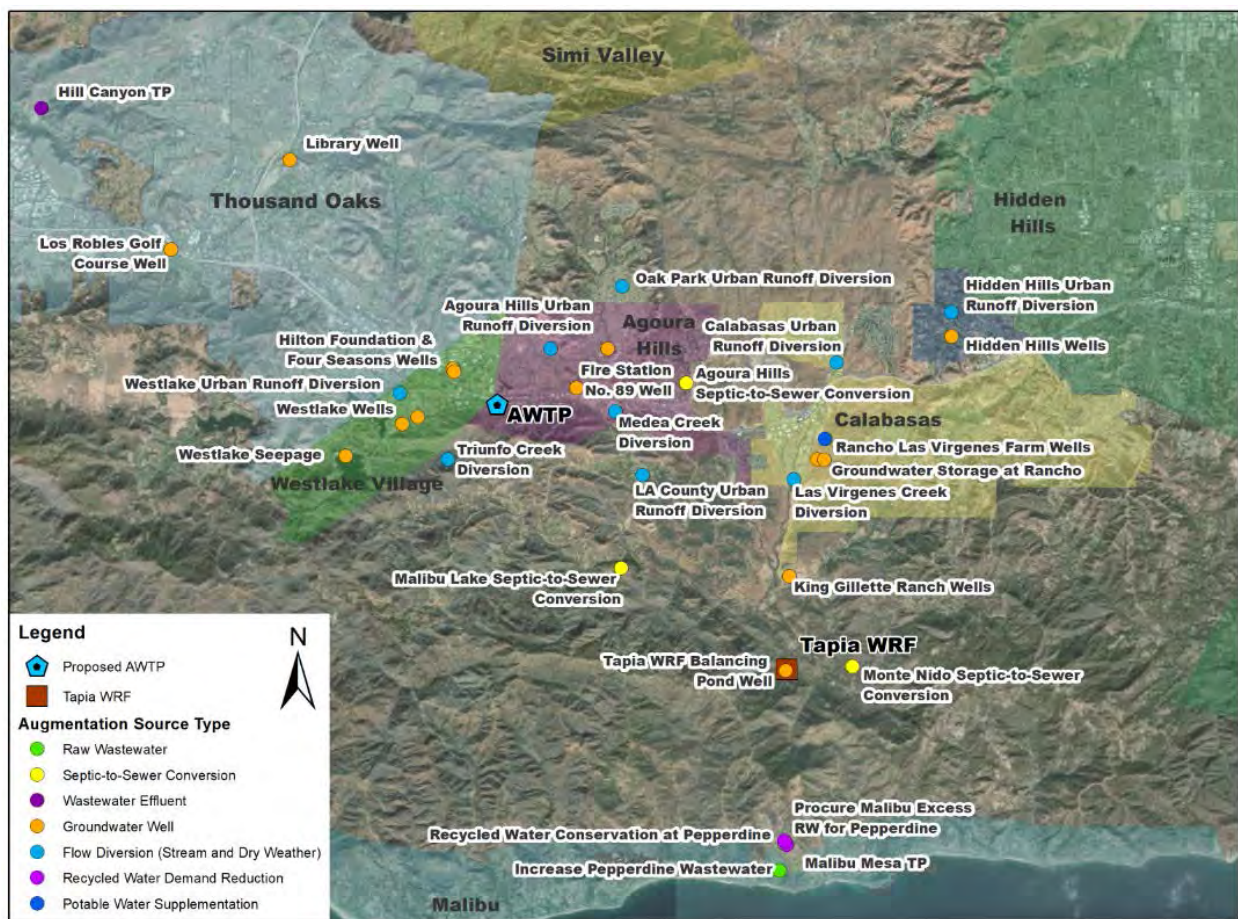 Simi Valley
Hill Canyon TP
Library Well
Thousand Oaks
Hidden
Hills
Los Robles Golf
Course Well
Oak Park Urban Runoff Diversion
Hidden Hills Urban
Runoff Diversion
Agoura Hills Urban
Runoff Diversion
Agoura
Hills
Calabasas Urban
Runoff Diversion
Hidden Hills Wells
Hilton Foundation &
Four Seasons Wells
Fire Station
No. 89 Well
Agoura Hills
Septic-to-Sewer Conversion
Westlake Urban Runoff Diversion
Westlake Wells
AWTP
Medea Creek
Diversion
Calabasas
Rancho Las Virgenes Farm Wells
Westlake Seepage
Triunfo Creek
Diversion
Groundwater Storage at Rancho
Westlake Village
LA County Urban
Runoff Diversion
Las Virgenes Creek
Diversion
Malibu Lake Septic-to-Sewer
Conversion
King Gillette Ranch Wells
Tapia WRF
Tapia WRF Balancing
Pond Well
Monte Nido Septic-to-Sewer
Conversion
Procure Malibu Excess
RW for Pepperdine
Recycled Water Conservation at Pepperdine
Increase Pepperdine Wastewater
Malibu Mesa TP
Malibu
Legend
N
Proposed AWTP
Tapia WRF
Augmentation Source Type
Raw Wastewater
Septic-to-Sewer Conversion
Wastewater Effluent
Groundwater Well
Flow Diversion (Stream and Dry Weather)
Recycled Water Demand Reduction
Potable Water Supplementation